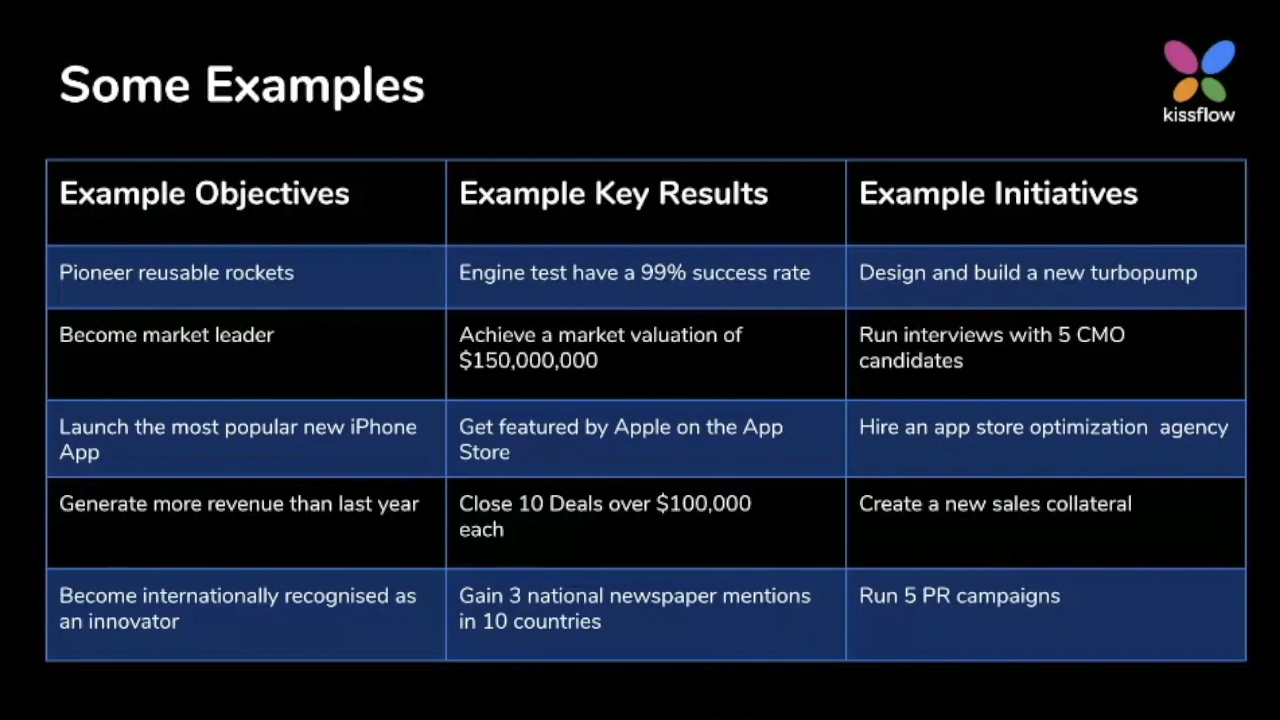 Some Examples
kissflow
Example Objectives
Example Key Results
Example Initiatives
Pioneer reusable rockets
Engine test have a 99% success rate
Design and build a new turbopump
Become market leader
Achieve a market valuation of
$150,000,000
Run interviews with 5 CMO
candidates
Launch the most popular new iPhone
App
Get featured by Apple on the App
Store
Hire an app store optimization  agency
Generate more revenue than last year
Close 10 Deals over $100,000
each
Create a new sales collateral
Become internationally recognised as
an innovator
Gain 3 national newspaper mentions
in 10 countries
Run 5 PR campaigns